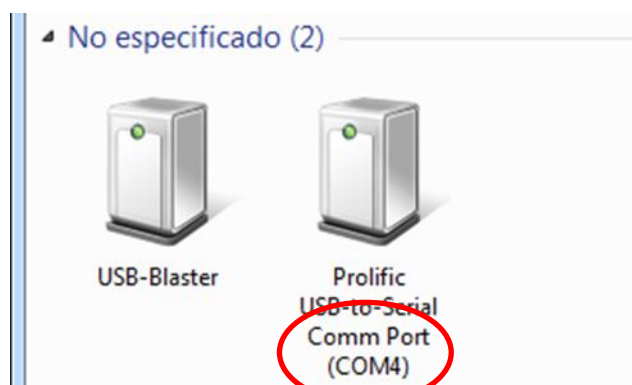 No especificado (2)
USB-Blaster
Prolific
USB-to-Serial
Comm Port
(COM4)